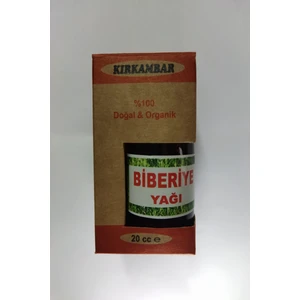 KIRKAMBAR
%100
Doğal & Organik
BİBERİYE
YAĞI
20 cc e